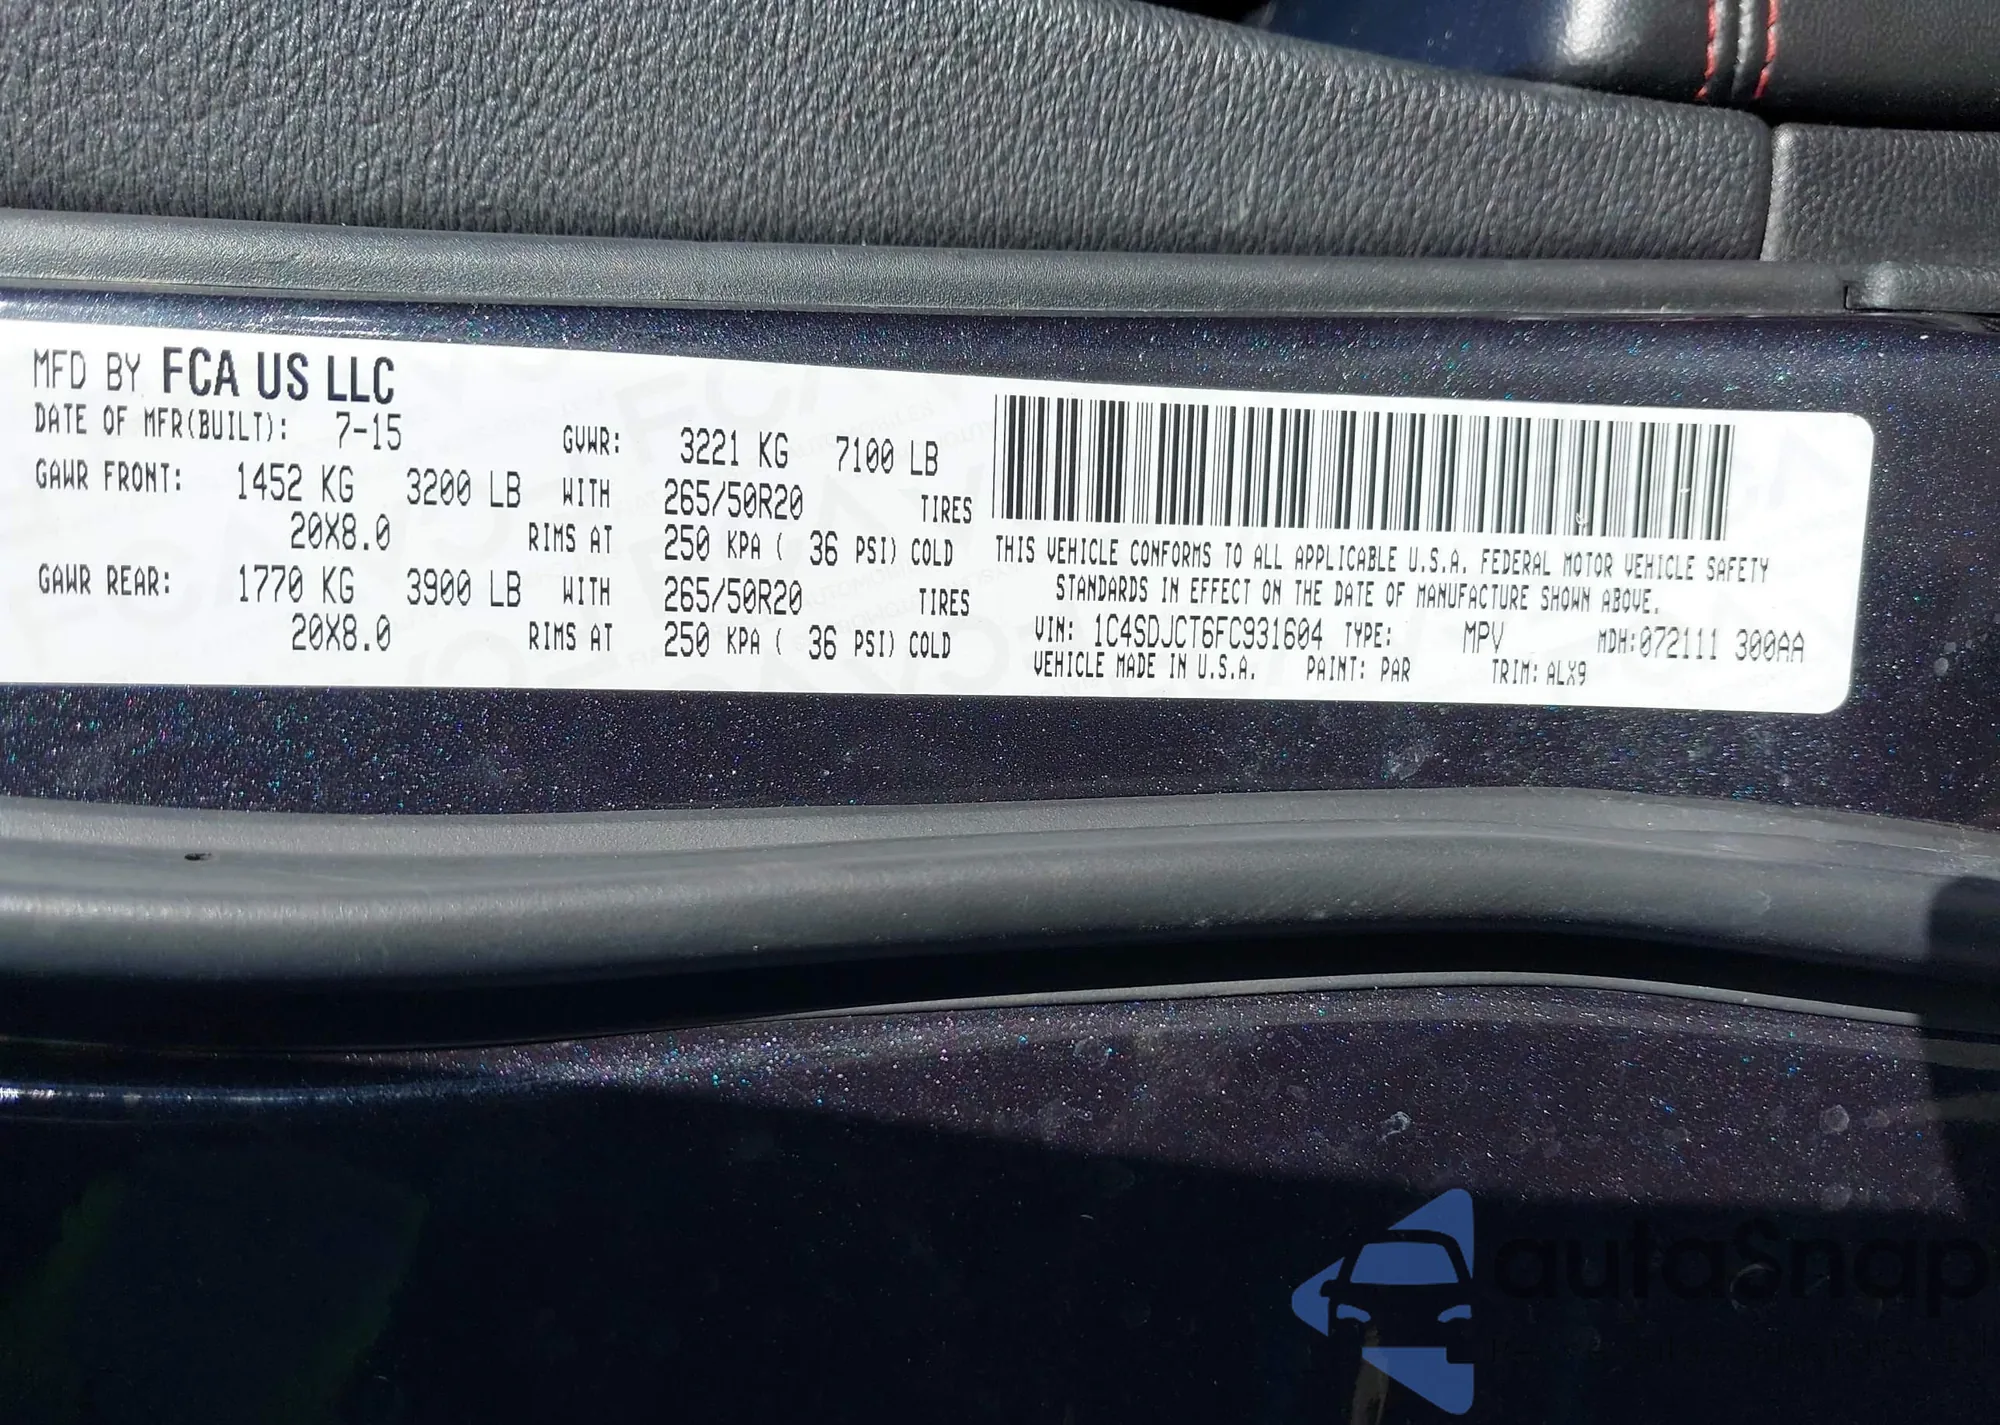 MFD BY FCA US LLC
DATE OF MFR(BUILT): 7-15 GVWR: 3221 KG 7100 LB
GAWR FRONT: 1452 KG 3200 LB WITH 265/50R20 TIRES
20X8.0 RIMS AT 250 KPA ( 36 PSI) COLD
GAWR REAR: 1770 KG 3900 LB WITH 265/50R20 TIRES
20X8.0 RIMS AT 250 KPA ( 36 PSI) COLD
THIS VEHICLE CONFORMS TO ALL APPLICABLE U.S.A. FEDERAL MOTOR VEHICLE SAFETY
STANDARDS IN EFFECT ON THE DATE OF MANUFACTURE SHOWN ABOVE.
VIN: 1C4SDJCT6FC931604 TYPE: MPV MDH:072111 300AA
VEHICLE MADE IN U.S.A. PAINT: PAR TRIM: ALX9
autasnap